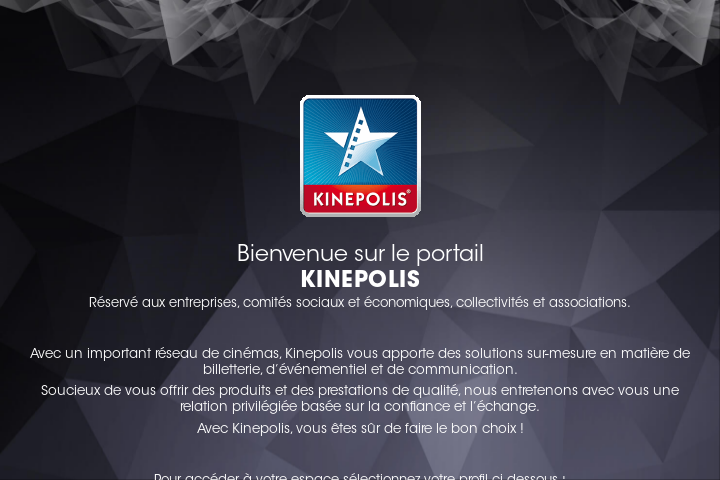 KINEPOLIS®
Bienvenue sur le portail
KINEPOLIS
Réservé aux entreprises, comités sociaux et économiques, collectivités et associations.
Avec un important réseau de cinémas, Kinepolis vous apporte des solutions sur-mesure en matière de
billetterie, d’événementiel et de communication.
Soucieux de vous offrir des produits et des prestations de qualité, nous entretenons avec vous une
relation privilégiée basée sur la confiance et l’échange.
Avec Kinepolis, vous êtes sûr de faire le bon choix !
Pour accéder à votre espace sélectionnez votre profil ci dessous :